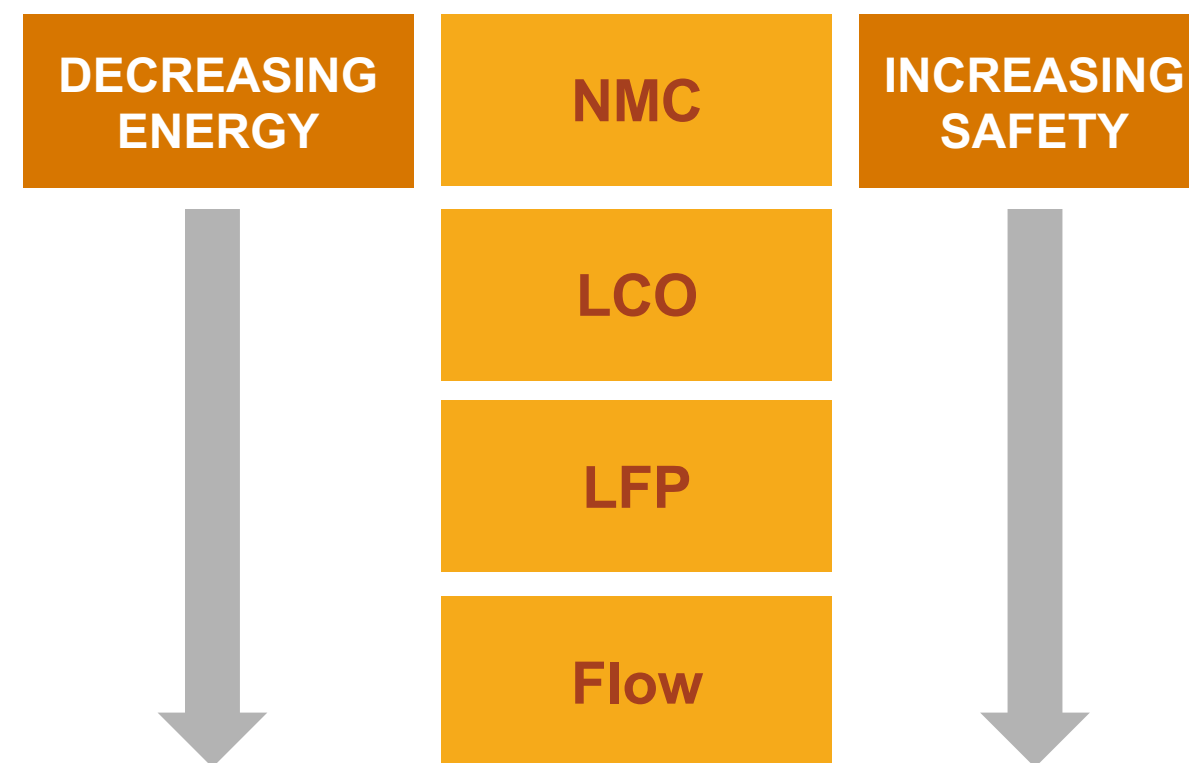 DECREASING
ENERGY
NMC
INCREASING
SAFETY
LCO
LFP
Flow